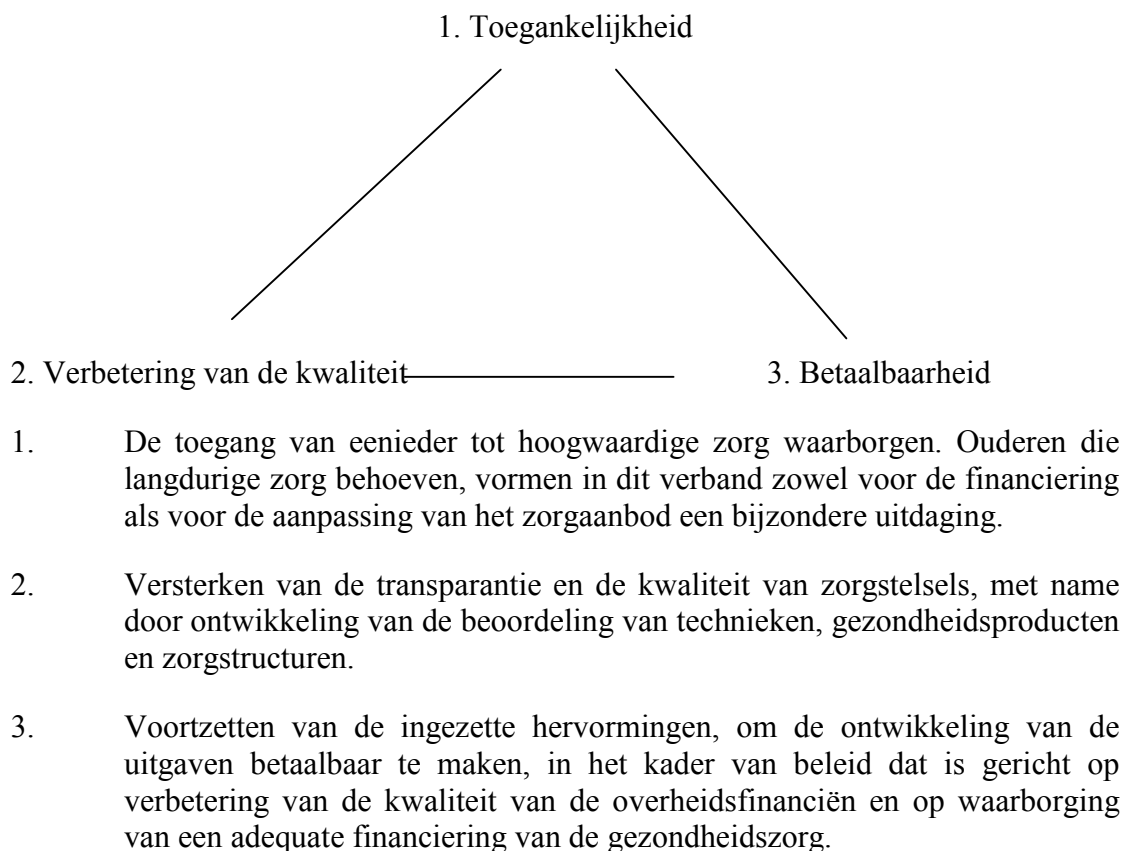 1. Toegankelijkheid
2. Verbetering van de kwaliteit
3. Betaalbaarheid
1. De toegang van eenieder tot hoogwaardige zorg waarborgen. Ouderen die
langdurige zorg behoeven, vormen in dit verband zowel voor de financiering
als voor de aanpassing van het zorgaanbod een bijzondere uitdaging.
2. Versterken van de transparantie en de kwaliteit van zorgstelsels, met name
door ontwikkeling van de beoordeling van technieken, gezondheidsproducten
en zorgstructuren.
3. Voortzetten van de ingezette hervormingen, om de ontwikkeling van de
uitgaven betaalbaar te maken, in het kader van beleid dat is gericht op
verbetering van de kwaliteit van de overheidsfinanciën en op waarborging
van een adequate financiering van de gezondheidszorg.